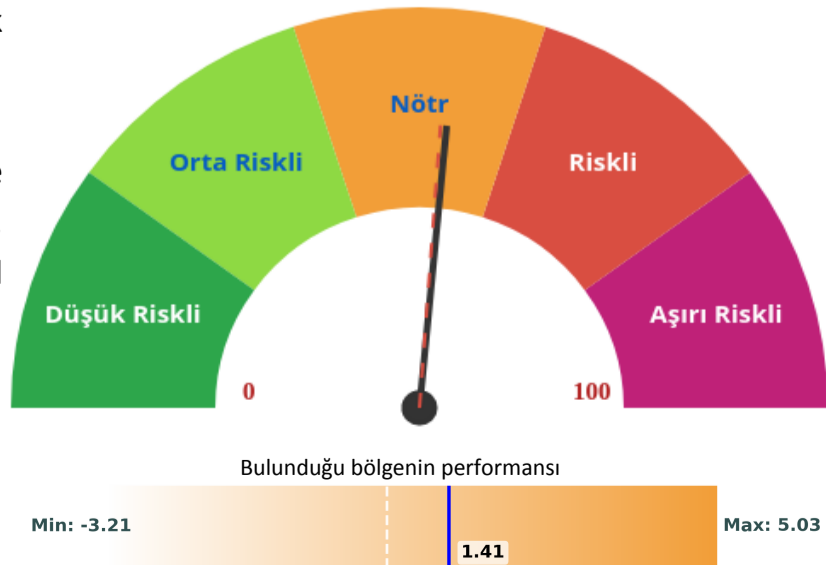 Nötr
Orta Riskli
Riskli
Düşük Riskli
Aşırı Riskli
0
100
Bulunduğu bölgenin performansı
Min: -3.21
Max: 5.03
1.41